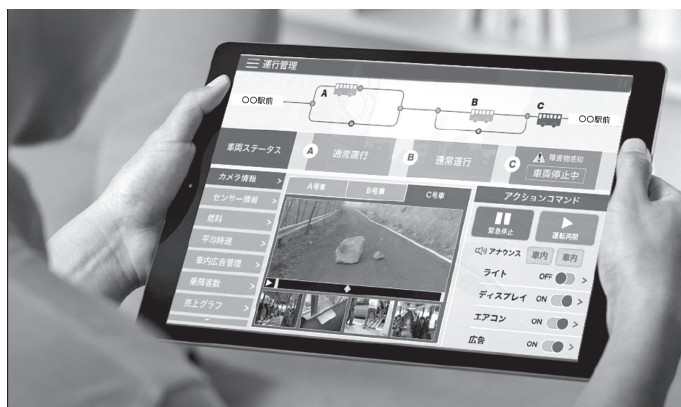 運行管理
A
B
C
〇〇駅前
〇〇駅前
車両ステータス
A 通常運行
B 通常運行
C 障害物感知
車両停止中
カメラ情報 >
センサー情報 >
燃料 >
平均時速 >
車内広告管理 >
乗降者数 >
売上グラフ >
A号車
B号車
C号車
アクションコマンド
緊急停止
運転再開
アナウンス 車内 車内
ライト OFF >
ディスプレイ ON >
エアコン ON >
広告 ON >